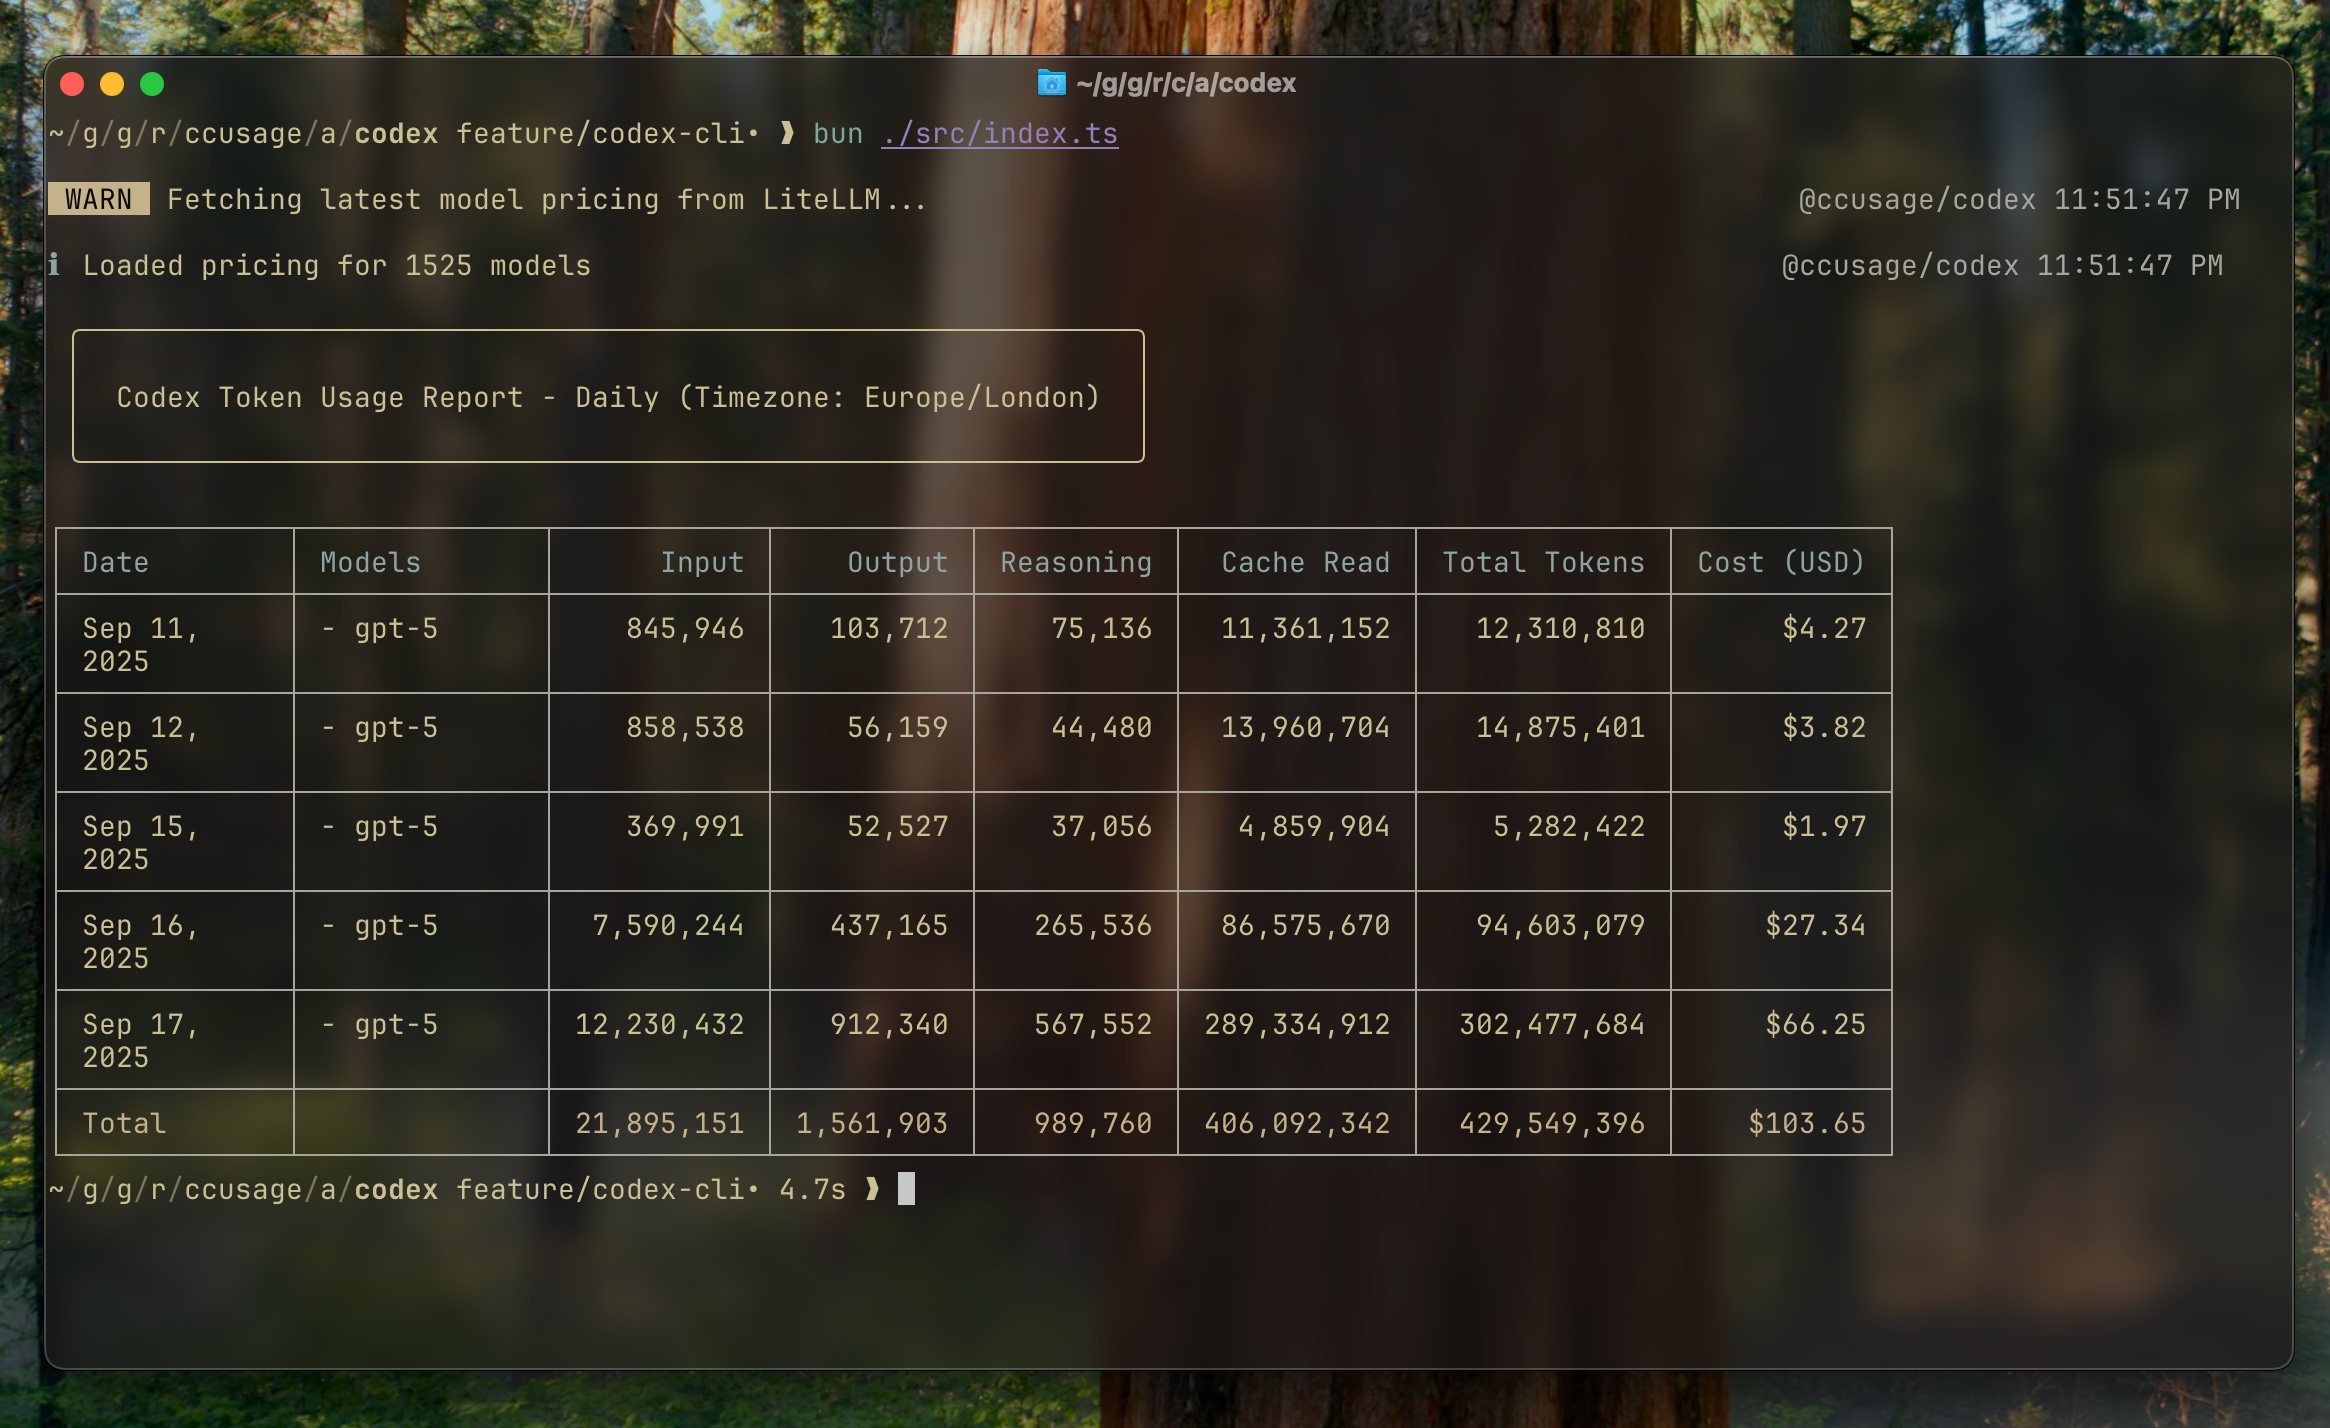 ~/g/g/r/c/a/codex
~/g/g/r/ccusage/a/codex feature/codex-cli• ❱ bun ./src/index.ts
WARN Fetching latest model pricing from LiteLLM... @ccusage/codex 11:51:47 PM
ℹ Loaded pricing for 1525 models @ccusage/codex 11:51:47 PM
Codex Token Usage Report - Daily (Timezone: Europe/London)
Date Models Input Output Reasoning Cache Read Total Tokens Cost (USD)
Sep 11, - gpt-5 845,946 103,712 75,136 11,361,152 12,310,810 $4.27
2025
Sep 12, - gpt-5 858,538 56,159 44,480 13,960,704 14,875,401 $3.82
2025
Sep 15, - gpt-5 369,991 52,527 37,056 4,859,904 5,282,422 $1.97
2025
Sep 16, - gpt-5 7,590,244 437,165 265,536 86,575,670 94,603,079 $27.34
2025
Sep 17, - gpt-5 12,230,432 912,340 567,552 289,334,912 302,477,684 $66.25
2025
Total 21,895,151 1,561,903 989,760 406,092,342 429,549,396 $103.65
~/g/g/r/ccusage/a/codex feature/codex-cli• 4.7s ❱